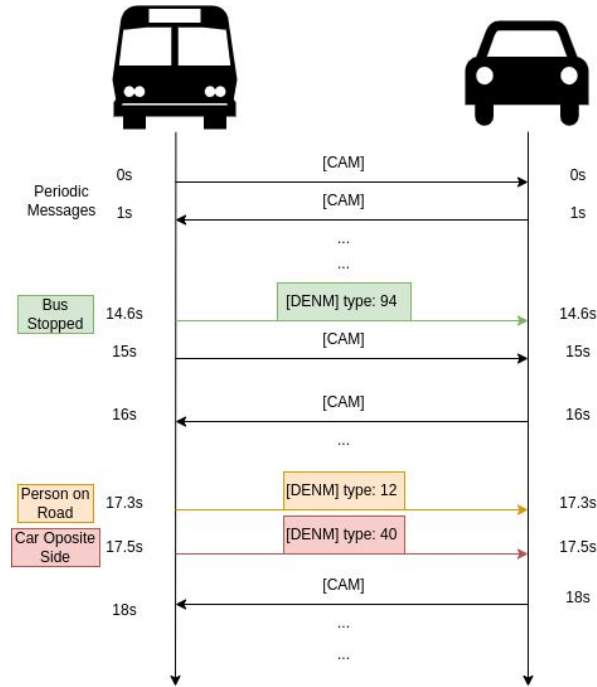 [CAM]
0s
0s
Periodic
Messages
[CAM]
1s
1s
...
...
Bus
Stopped
[DENM] type: 94
14.6s
14.6s
[CAM]
15s
15s
[CAM]
16s
16s
...
Person on
Road
[DENM] type: 12
17.3s
17.3s
Car Oposite
Side
[DENM] type: 40
17.5s
17.5s
[CAM]
18s
18s
...
...